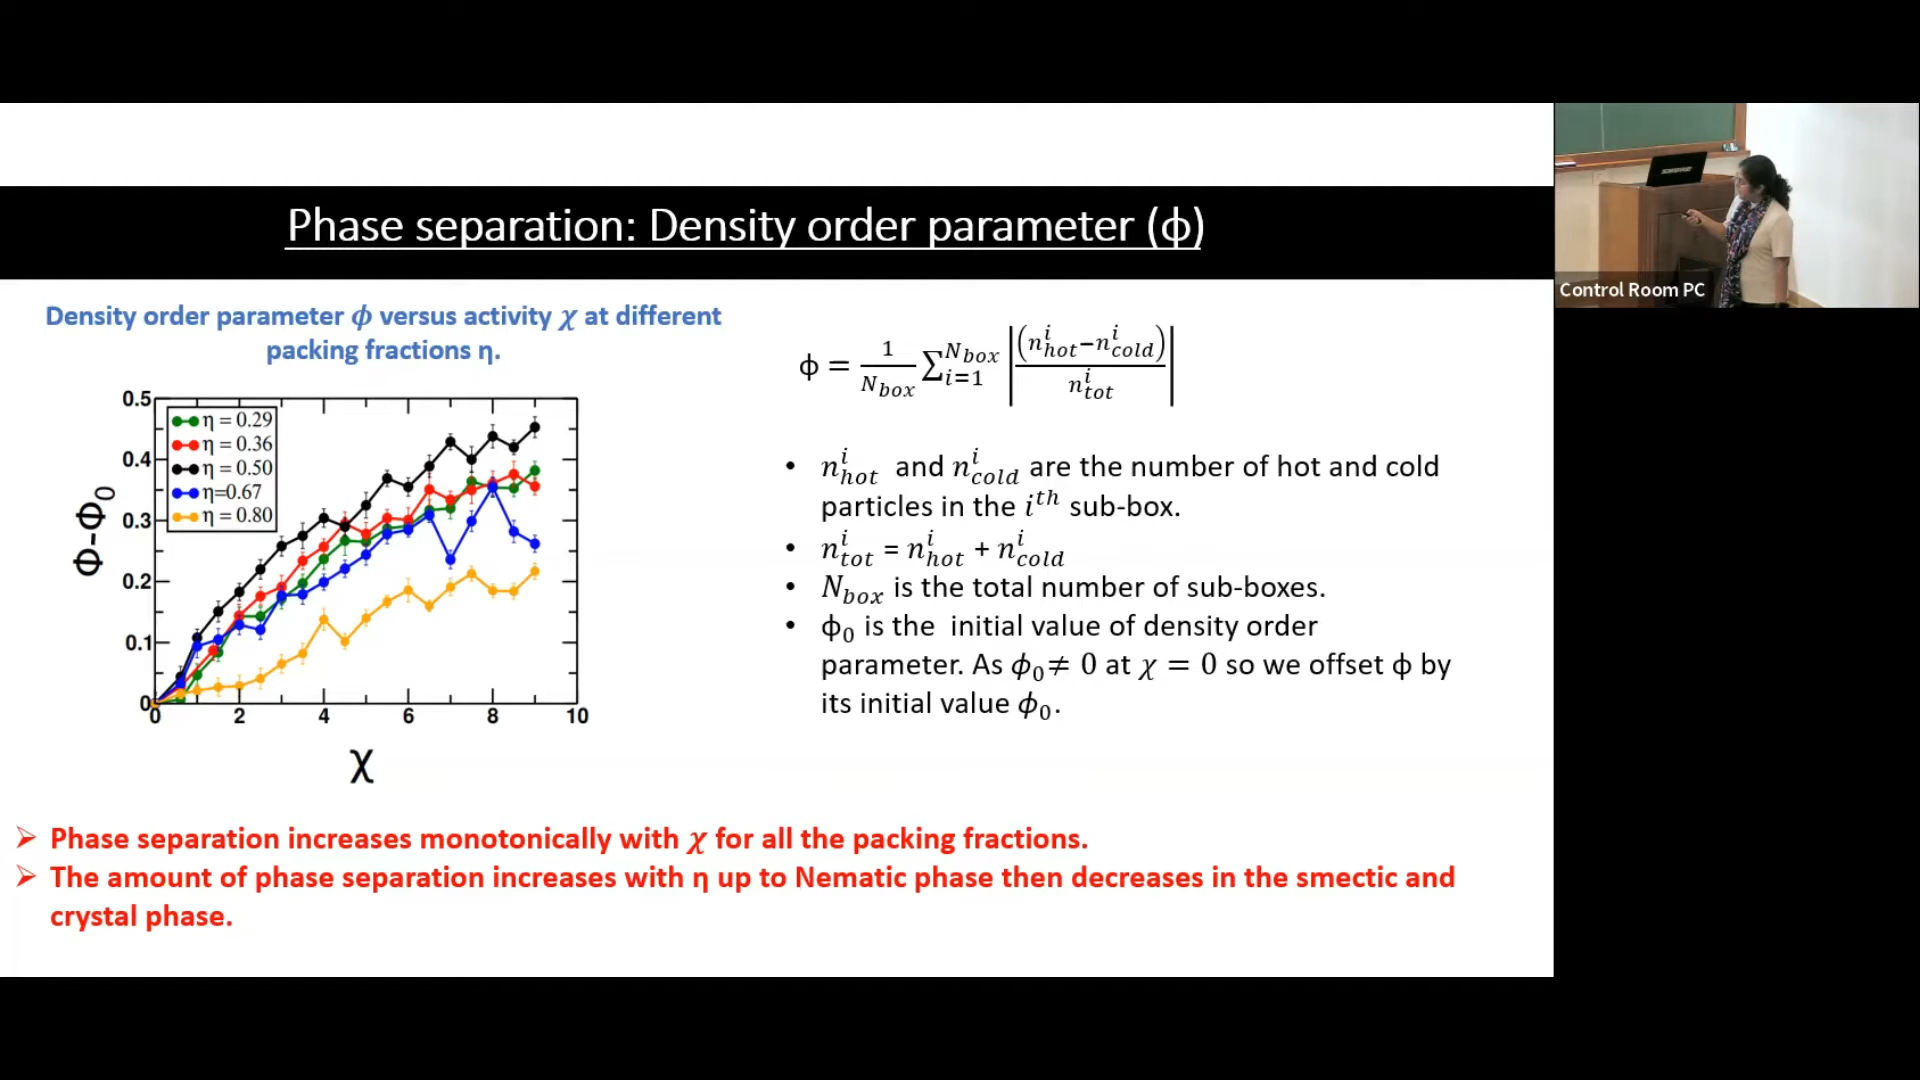 Phase separation: Density order parameter (ϕ)
Control Room PC
Density order parameter ϕ versus activity χ at different
packing fractions η.
ϕ = 1/N_box ∑_{i=1}^{N_box} |(n^i_hot − n^i_cold)/n^i_tot|
Φ-Φ0
0.5
0.4
0.3
0.2
0.1
0
η = 0.29
η = 0.36
η = 0.50
η=0.67
η = 0.80
0 2 4 6 8 10
χ
• n^i_hot and n^i_cold are the number of hot and cold
particles in the i^th sub-box.
• n^i_tot = n^i_hot + n^i_cold
• N_box is the total number of sub-boxes.
• ϕ0 is the initial value of density order
parameter. As ϕ0 ≠ 0 at χ = 0 so we offset ϕ by
its initial value ϕ0.
➢ Phase separation increases monotonically with χ for all the packing fractions.
➢ The amount of phase separation increases with η up to Nematic phase then decreases in the smectic and
crystal phase.